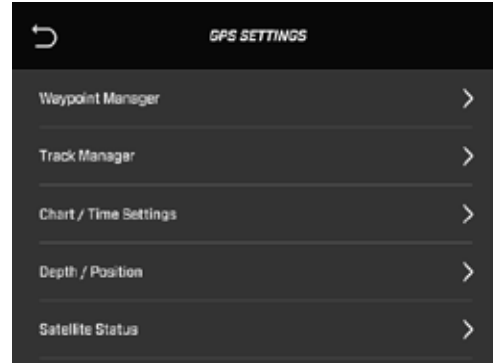 GPS SETTINGS
Waypoint Manager
Track Manager
Chart / Time Settings
Depth / Position
Satellite Status